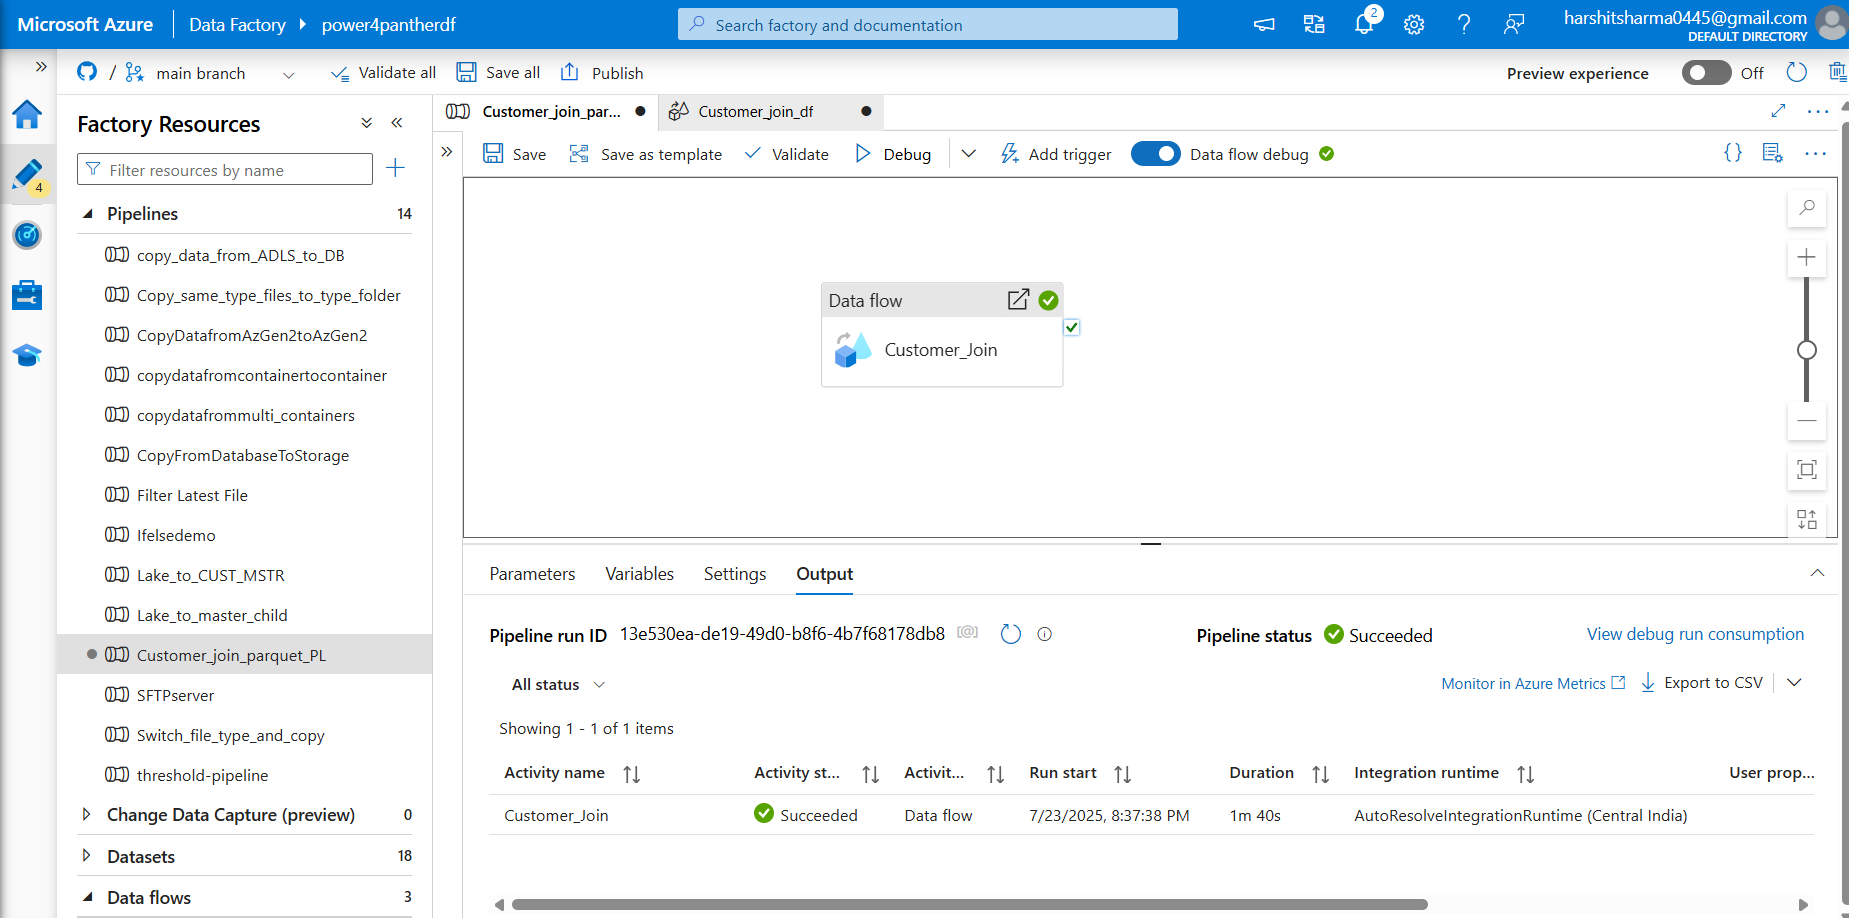 Microsoft Azure Data Factory power4pantherdf Search factory and documentation 2 harshitsharma0445@gmail.com
DEFAULT DIRECTORY
/ main branch Validate all Save all Publish Preview experience Off
Factory Resources
Customer_join_par... Customer_join_df
Filter resources by name
Save Save as template Validate Debug Add trigger Data flow debug { }
4
Pipelines 14
copy_data_from_ADLS_to_DB
Copy_same_type_files_to_type_folder
CopyDatafromAzGen2toAzGen2
copydatafromcontainertocontainer
copydatafrommulti_containers
CopyFromDatabaseToStorage
Filter Latest File
Ifelsedemo
Lake_to_CUST_MSTR
Lake_to_master_child
Customer_join_parquet_PL
SFTPserver
Switch_file_type_and_copy
threshold-pipeline
Change Data Capture (preview) 0
Datasets 18
Data flows 3
Data flow
Customer_Join
Parameters Variables Settings Output
Pipeline run ID 13e530ea-de19-49d0-b8f6-4b7f68178db8 [@] Pipeline status Succeeded View debug run consumption
All status Monitor in Azure Metrics Export to CSV
Showing 1 - 1 of 1 items
Activity name Activity st... Activit... Run start Duration Integration runtime User prop...
Customer_Join Succeeded Data flow 7/23/2025, 8:37:38 PM 1m 40s AutoResolveIntegrationRuntime (Central India)